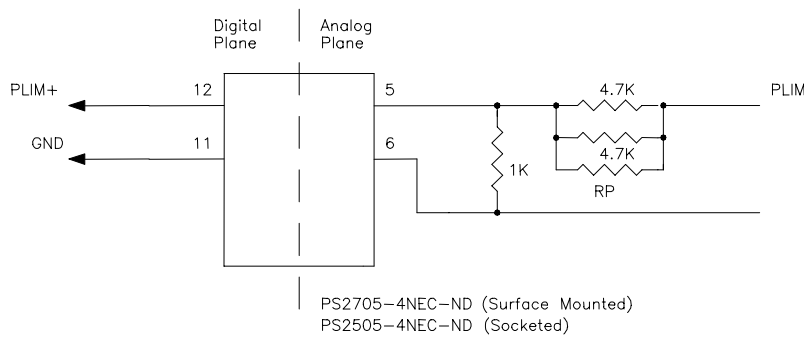 Digital
Plane
Analog
Plane
PLIM+
12
5
4.7K
PLIM
GND
11
6
4.7K
1K
RP
PS2705-4NEC-ND (Surface Mounted)
PS2505-4NEC-ND (Socketed)